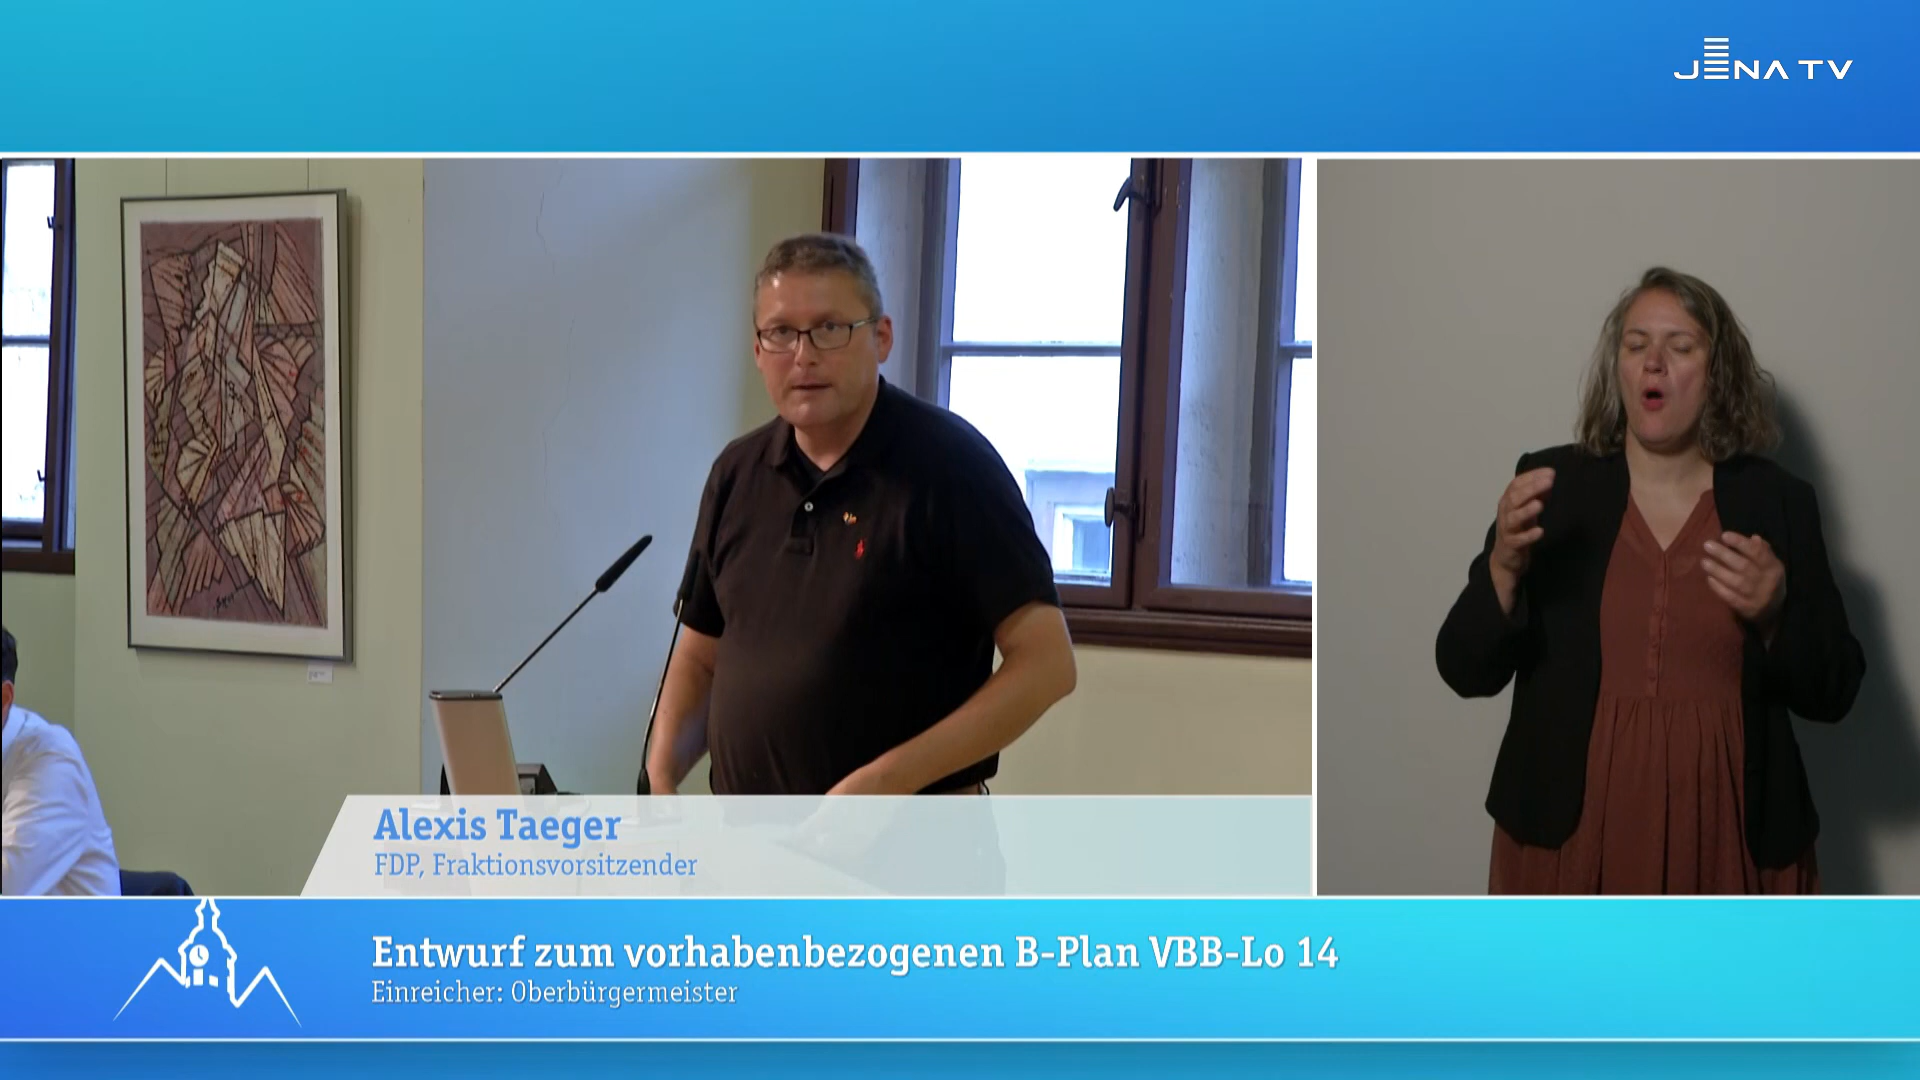 JENA TV
Alexis Taeger
FDP, Fraktionsvorsitzender
Entwurf zum vorhabenbezogenen B-Plan VBB-Lo 14
Einreicher: Oberbürgermeister